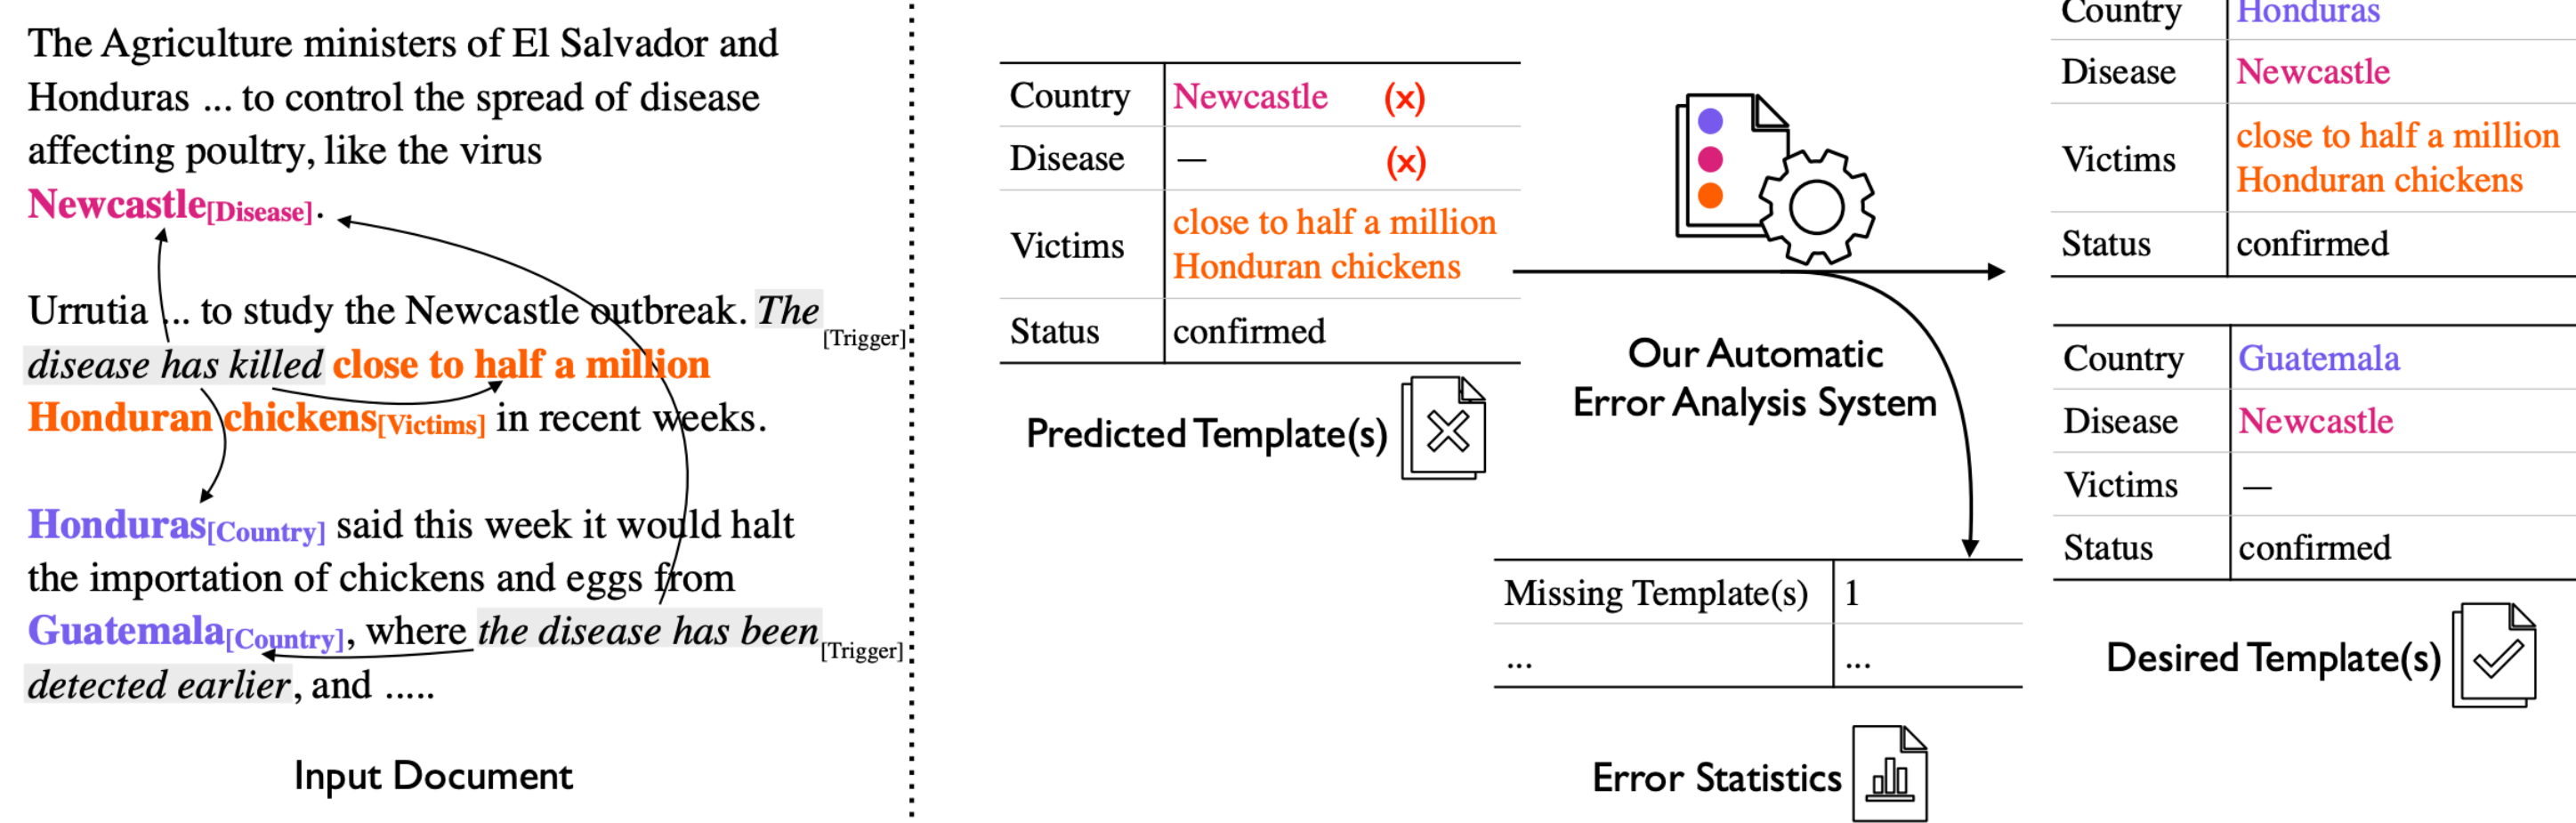 The Agriculture ministers of El Salvador and
Honduras ... to control the spread of disease
affecting poultry, like the virus
Newcastle[Disease].
Urrutia ... to study the Newcastle outbreak. The
[Trigger]
disease has killed close to half a million
Honduran chickens[Victims] in recent weeks.
Honduras[Country] said this week it would halt
the importation of chickens and eggs from
Guatemala[Country], where the disease has been
[Trigger]
detected earlier, and .....
Input Document
Country Newcastle (x)
Disease — (x)
Victims close to half a million
Honduran chickens
Status confirmed
Predicted Template(s)
Our Automatic
Error Analysis System
Missing Template(s) 1
... ...
Error Statistics
Country Honduras
Disease Newcastle
Victims close to half a million
Honduran chickens
Status confirmed
Country Guatemala
Disease Newcastle
Victims —
Status confirmed
Desired Template(s)